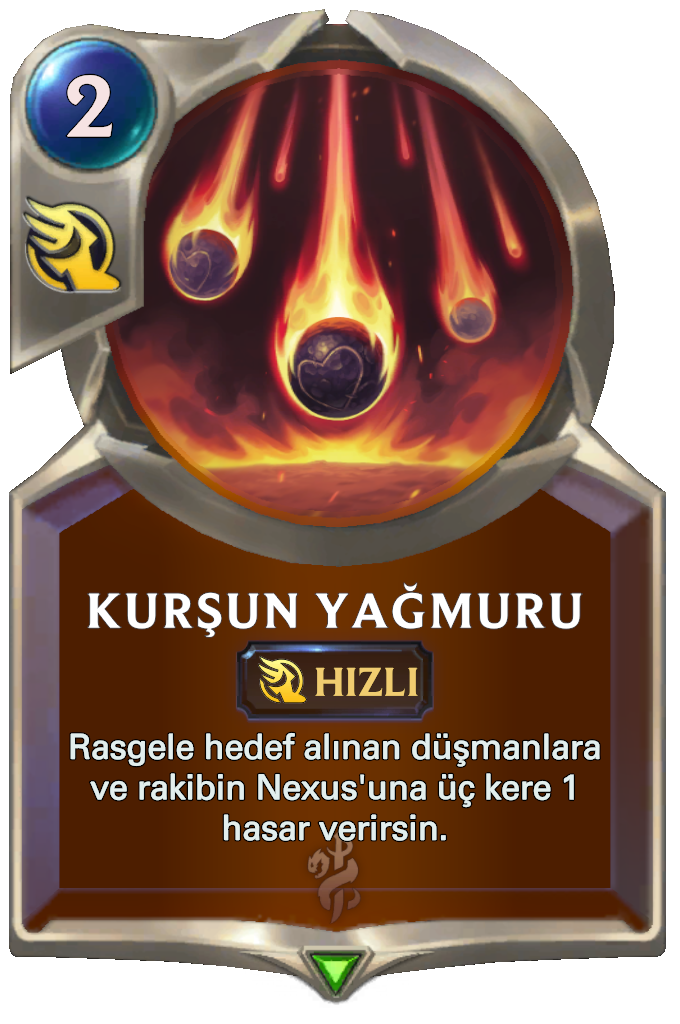 2
KURŞUN YAĞMURU
HIZLI
Rasgele hedef alınan düşmanlara
ve rakibin Nexus'una üç kere 1
hasar verirsin.